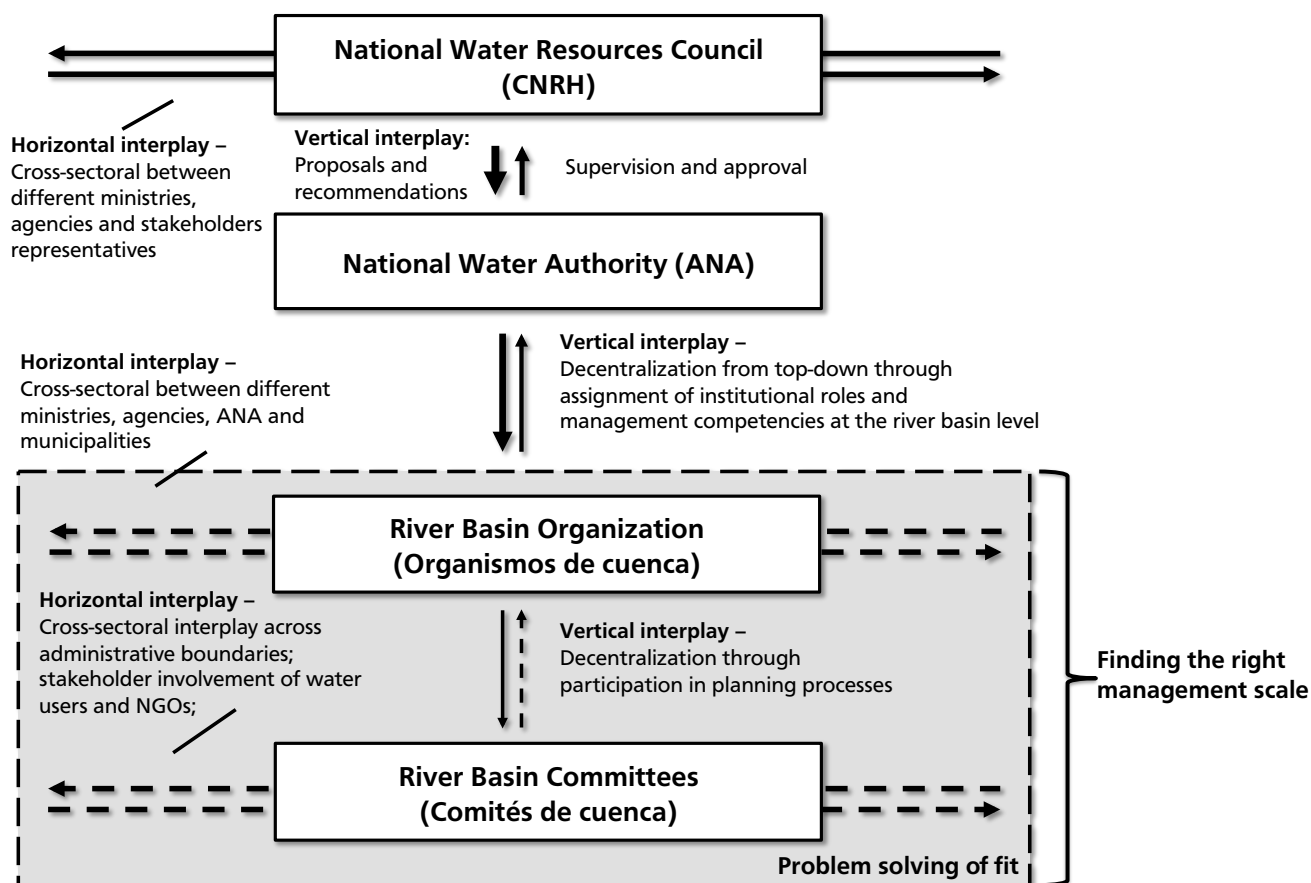 National Water Resources Council
(CNRH)
Horizontal interplay –
Cross-sectoral between
different ministries,
agencies and stakeholders
representatives
Vertical interplay:
Proposals and
recommendations
Supervision and approval
National Water Authority (ANA)
Horizontal interplay –
Cross-sectoral between different
ministries, agencies, ANA and
municipalities
Vertical interplay –
Decentralization from top-down through
assignment of institutional roles and
management competencies at the river basin level
River Basin Organization
(Organismos de cuenca)
Horizontal interplay –
Cross-sectoral interplay across
administrative boundaries;
stakeholder involvement of water
users and NGOs;
Vertical interplay –
Decentralization through
participation in planning processes
Finding the right
management scale
River Basin Committees
(Comités de cuenca)
Problem solving of fit